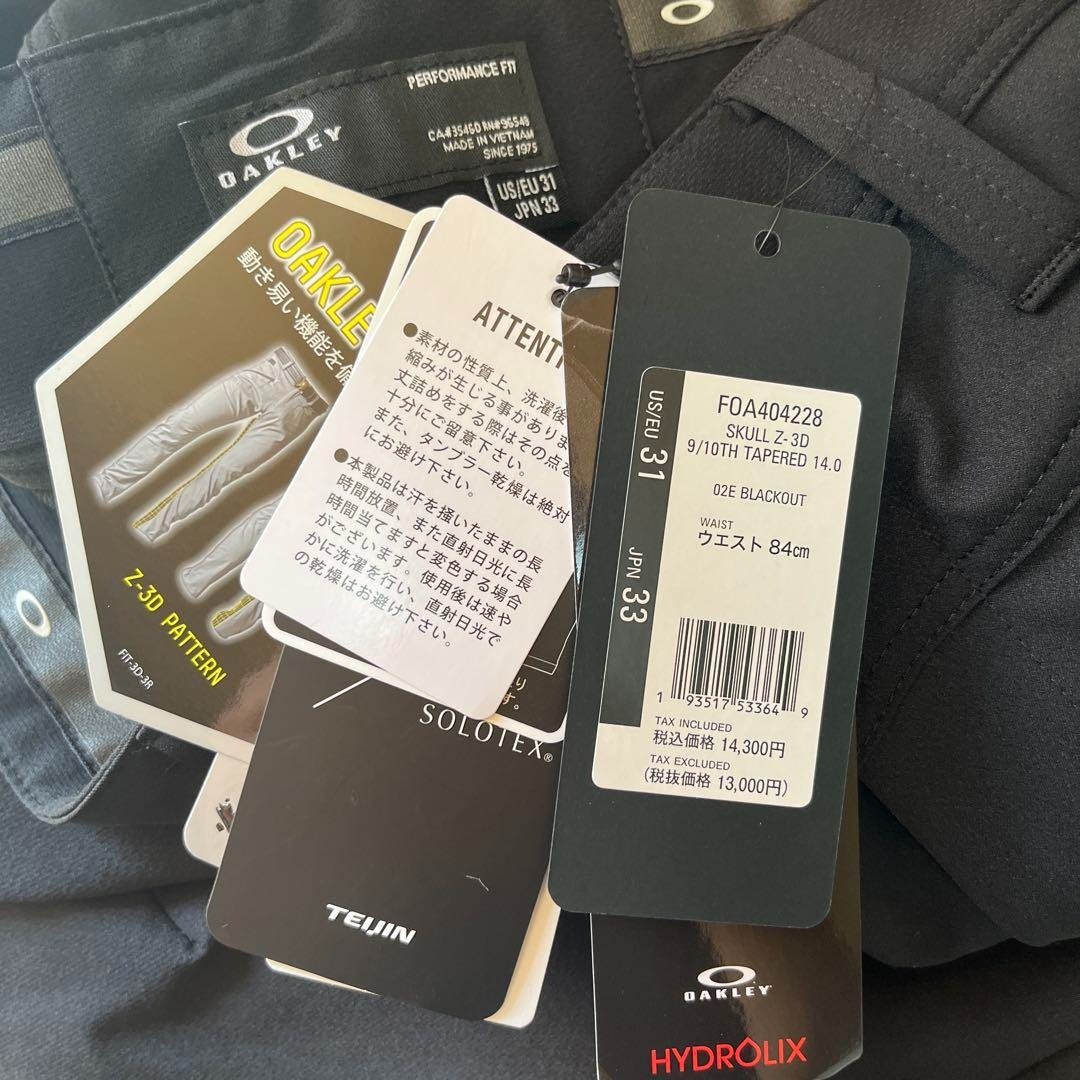 PERFORMANCE FIT
OAKLEY
CA#35460 RN#96548
MADE IN VIETNAM
SINCE 1975
US/EU 31
JPN 33
OAKLE
動き易い機能を備
Z-3D PATTERN
FIT-3D-3R
ATTENTI
●素材の性質上、洗濯後
縮みが生じる事がありま
丈詰めをする際はその点を
十分にご留意下さい。
また、タンブラー乾燥は絶対
にお避け下さい。
●本製品は汗を掻いたままの長
時間放置、また直射日光に長
時間当てますと変色する場合
がございます。使用後は速や
かに洗濯を行い、直射日光で
の乾燥はお避け下さい。
り
す。
SOLOTEX®
TEIJIN
US/EU 31
JPN 33
FOA404228
SKULL Z-3D
9/10TH TAPERED 14.0
02E BLACKOUT
WAIST
ウエスト 84cm
1 93517 53364 9
TAX INCLUDED
税込価格 14,300円
TAX EXCLUDED
(税抜価格 13,000円)
OAKLEY
HYDROLIX